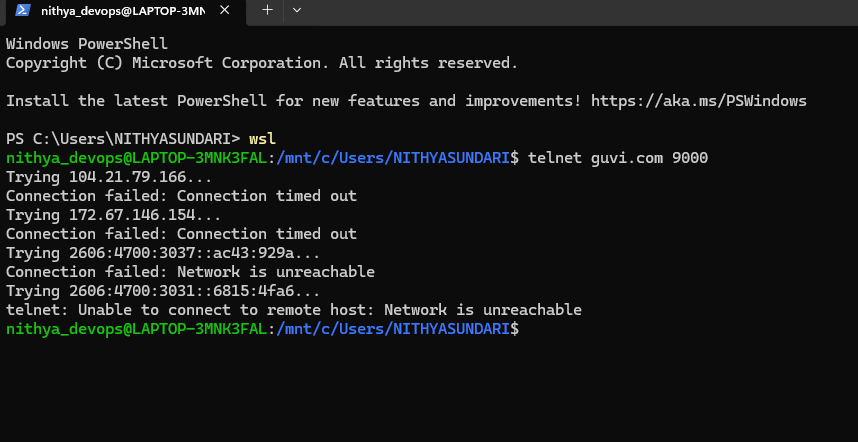 nithya_devops@LAPTOP-3MN
Windows PowerShell
Copyright (C) Microsoft Corporation. All rights reserved.
Install the latest PowerShell for new features and improvements! https://aka.ms/PSWindows
PS C:\Users\NITHYASUNDARI> wsl
nithya_devops@LAPTOP-3MNK3FAL:/mnt/c/Users/NITHYASUNDARI$ telnet guvi.com 9000
Trying 104.21.79.166...
Connection failed: Connection timed out
Trying 172.67.146.154...
Connection failed: Connection timed out
Trying 2606:4700:3037::ac43:929a...
Connection failed: Network is unreachable
Trying 2606:4700:3031::6815:4fa6...
telnet: Unable to connect to remote host: Network is unreachable
nithya_devops@LAPTOP-3MNK3FAL:/mnt/c/Users/NITHYASUNDARI$